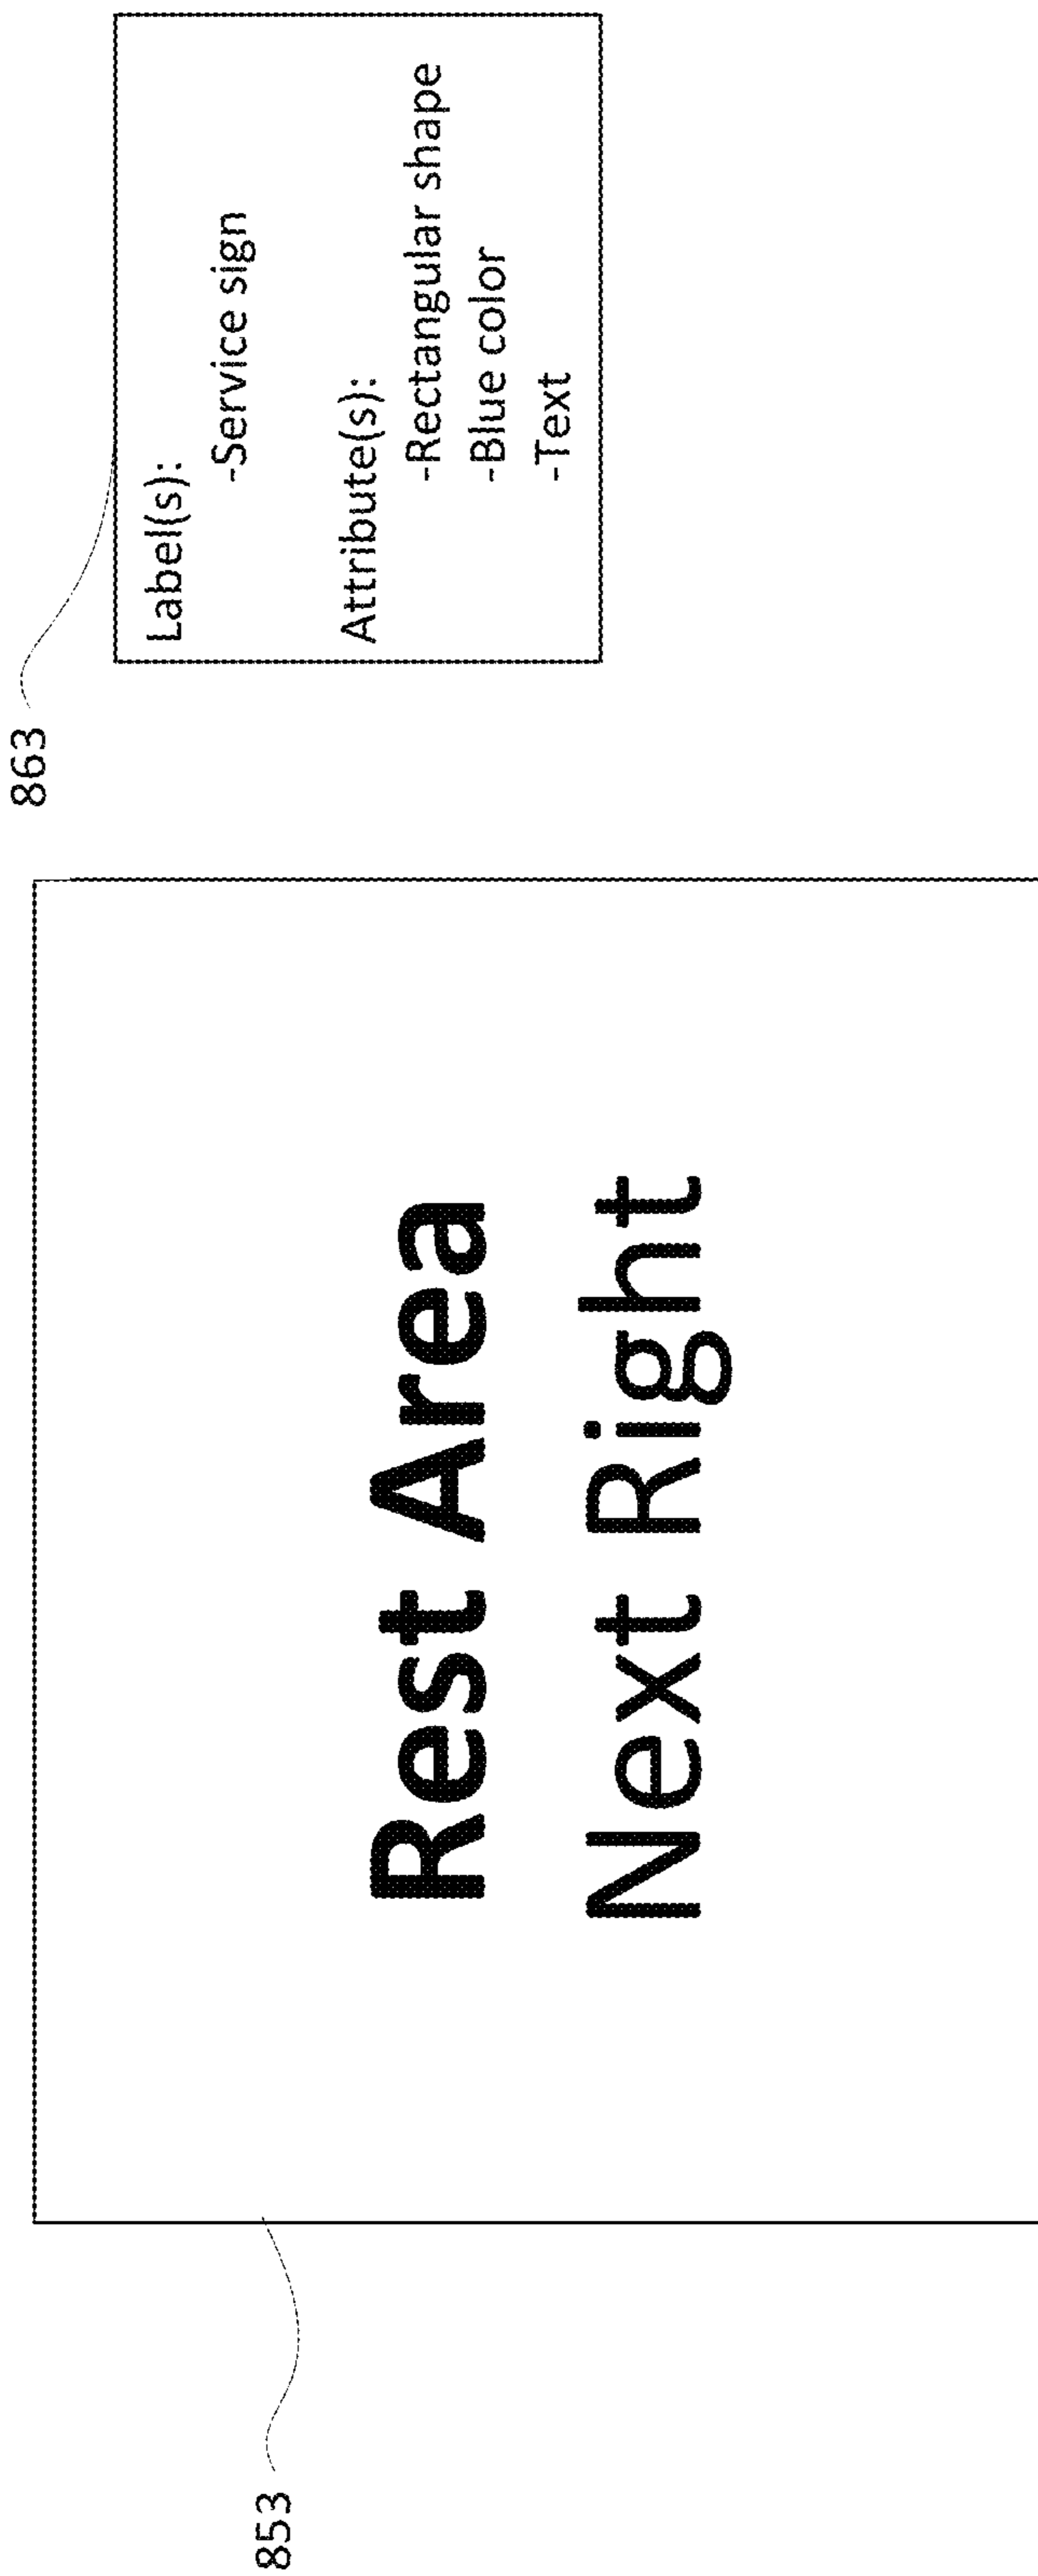 853
Rest Area
Next Right
863
Label(s):
-Service sign
Attribute(s):
-Rectangular shape
-Blue color
-Text